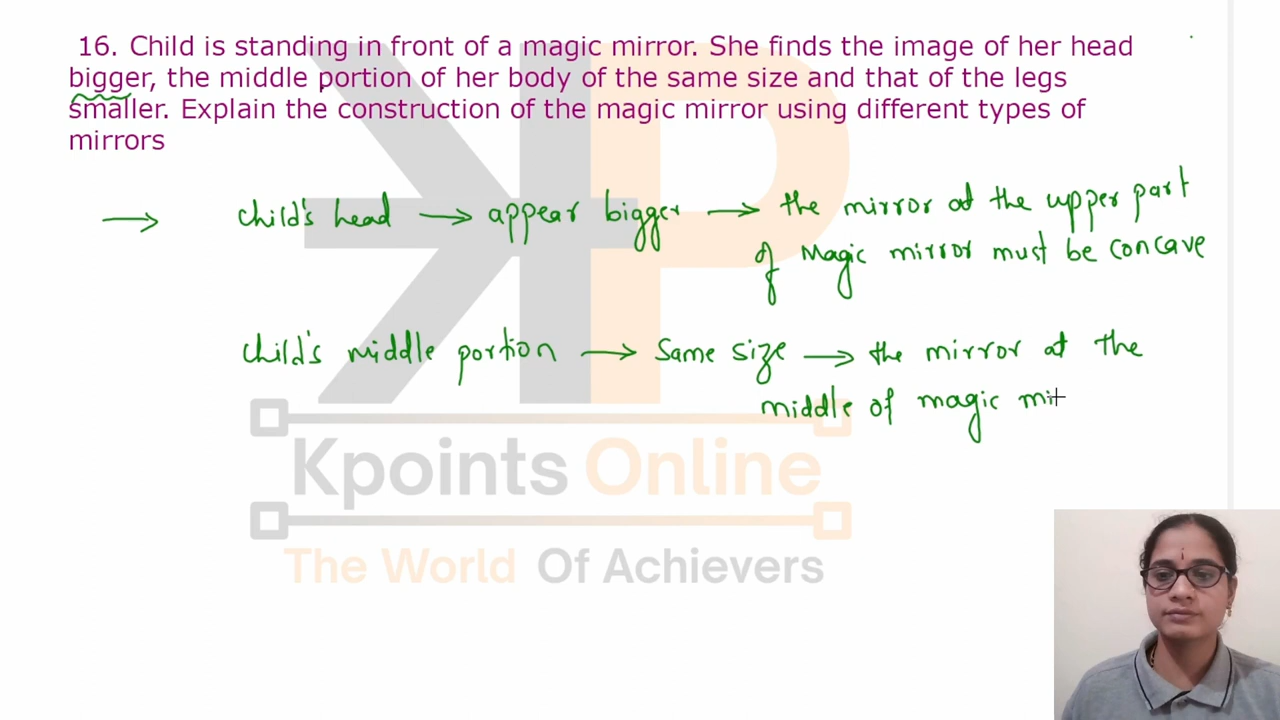 16. Child is standing in front of a magic mirror. She finds the image of her head
bigger, the middle portion of her body of the same size and that of the legs
smaller. Explain the construction of the magic mirror using different types of
mirrors
→ child's head → appear bigger → the mirror at the upper part
of Magic mirror must be concave
child's middle portion → Same size → the mirror at the
middle of magic mi
Kpoints Online
The World Of Achievers